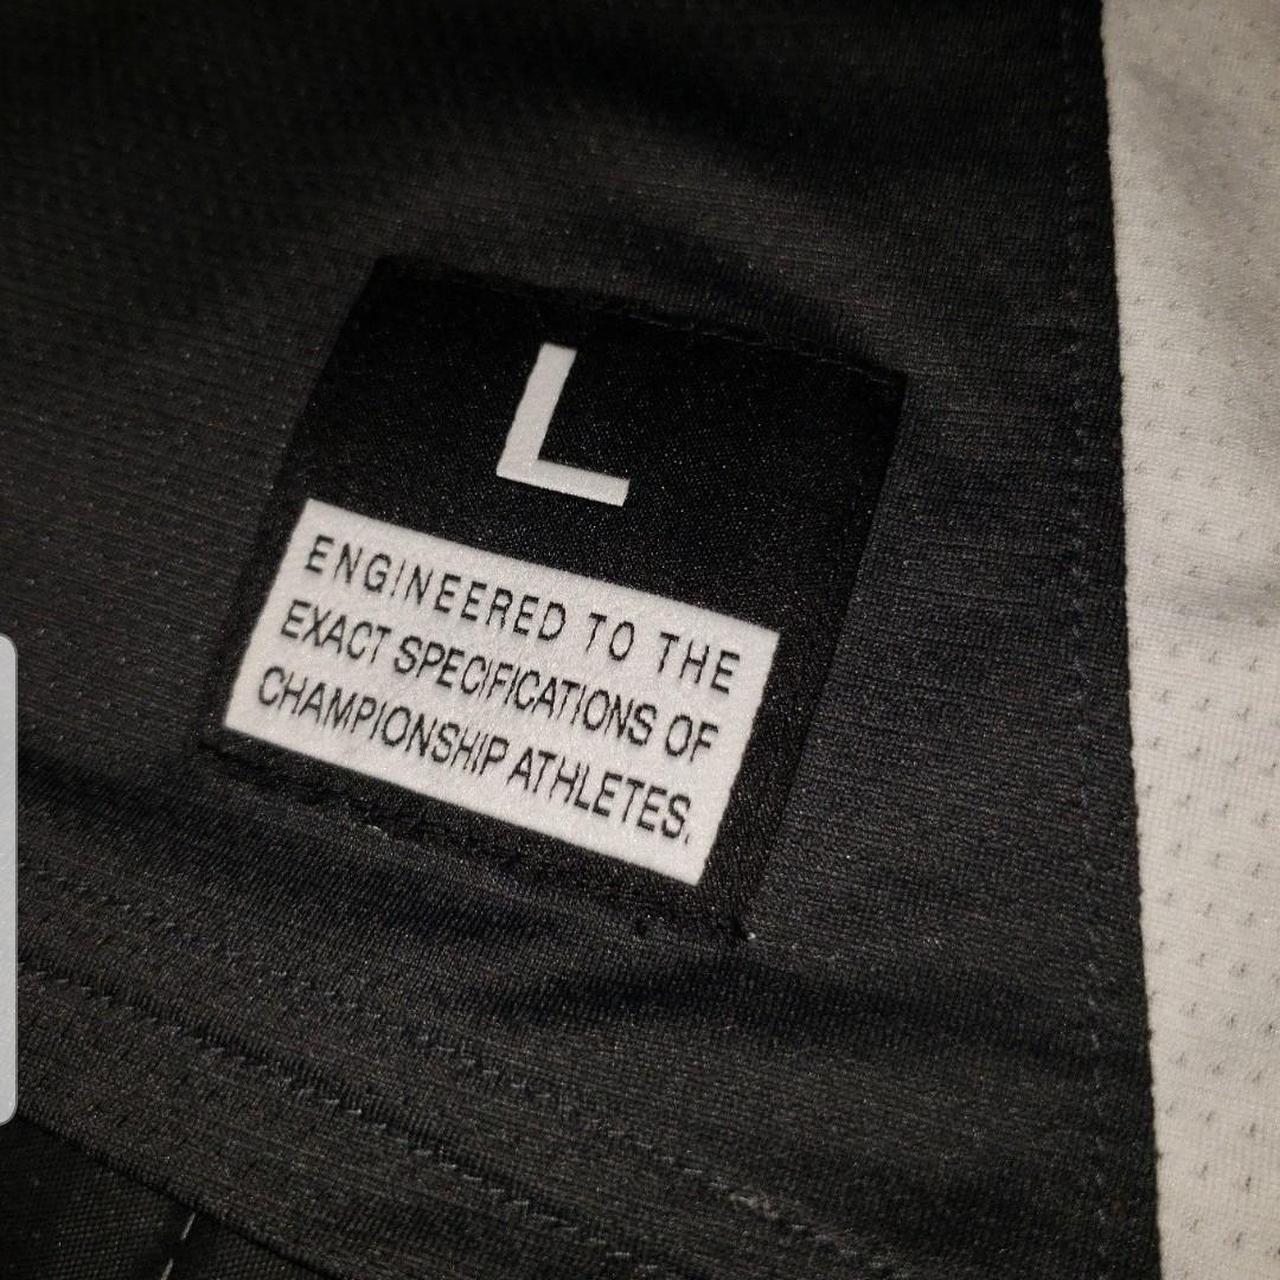 L
ENGINEERED TO THE
EXACT SPECIFICATIONS OF
CHAMPIONSHIP ATHLETES.